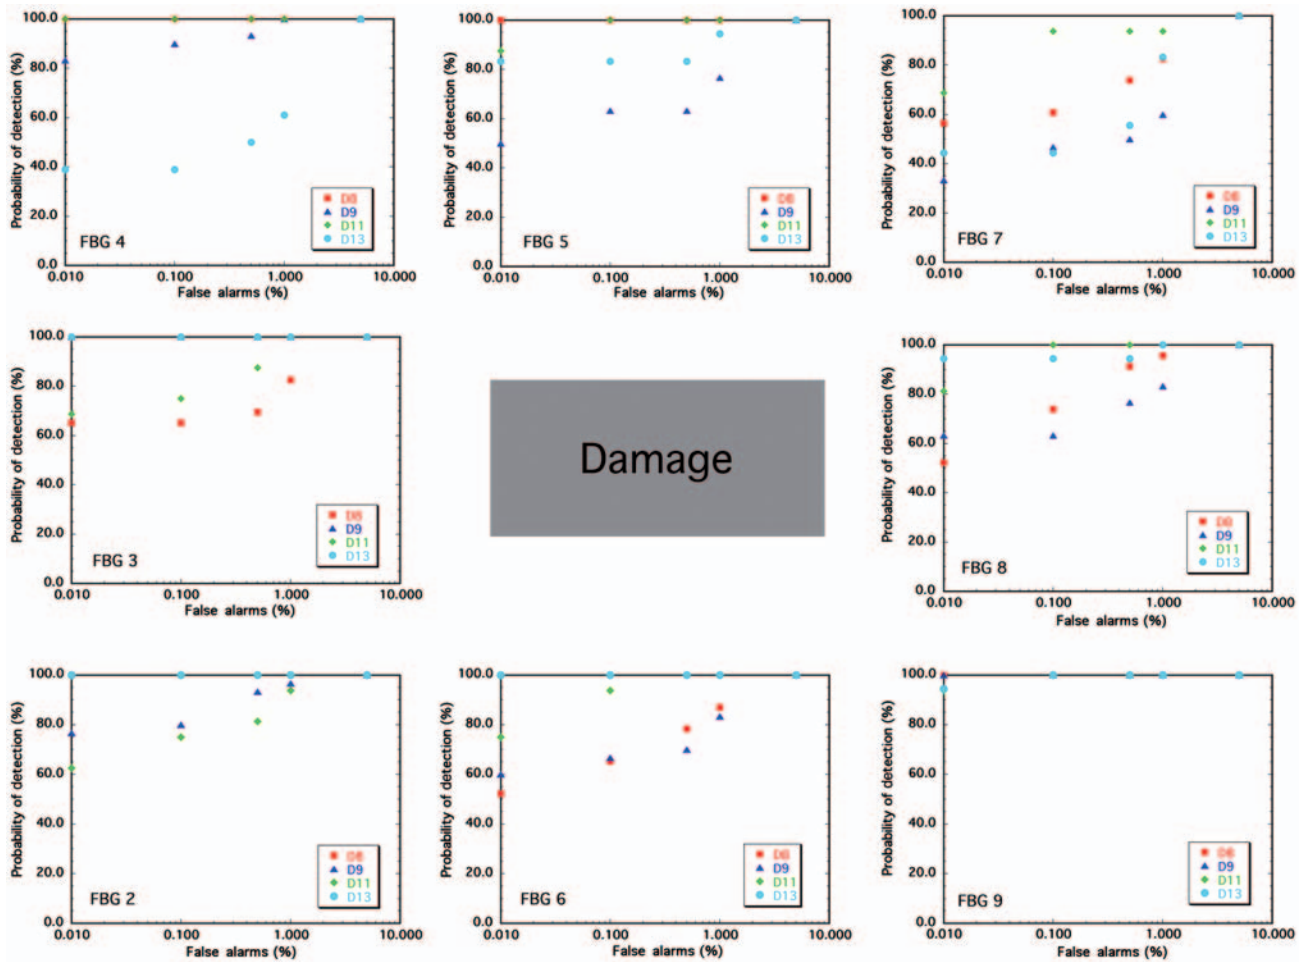 Probability of detection (%)
100.0
80.0
60.0
40.0
20.0
0.0
D8
D9
D11
D13
FBG 4
0.010 0.100 1.000 10.000
False alarms (%)
Probability of detection (%)
100.0
80.0
60.0
40.0
20.0
0.0
D8
D9
D11
D13
FBG 5
0.010 0.100 1.000 10.000
False alarms (%)
Probability of detection (%)
100.0
80.0
60.0
40.0
20.0
0.0
D8
D9
D11
D13
FBG 7
0.010 0.100 1.000 10.000
False alarms (%)
Probability of detection (%)
100.0
80.0
60.0
40.0
20.0
0.0
D8
D9
D11
D13
FBG 3
0.010 0.100 1.000 10.000
False alarms (%)
Damage
Probability of detection (%)
100.0
80.0
60.0
40.0
20.0
0.0
D8
D9
D11
D13
FBG 8
0.010 0.100 1.000 10.000
False alarms (%)
Probability of detection (%)
100.0
80.0
60.0
40.0
20.0
0.0
D8
D9
D11
D13
FBG 2
0.010 0.100 1.000 10.000
False alarms (%)
Probability of detection (%)
100.0
80.0
60.0
40.0
20.0
0.0
D8
D9
D11
D13
FBG 6
0.010 0.100 1.000 10.000
False alarms (%)
Probability of detection (%)
100.0
80.0
60.0
40.0
20.0
0.0
D8
D9
D11
D13
FBG 9
0.010 0.100 1.000 10.000
False alarms (%)